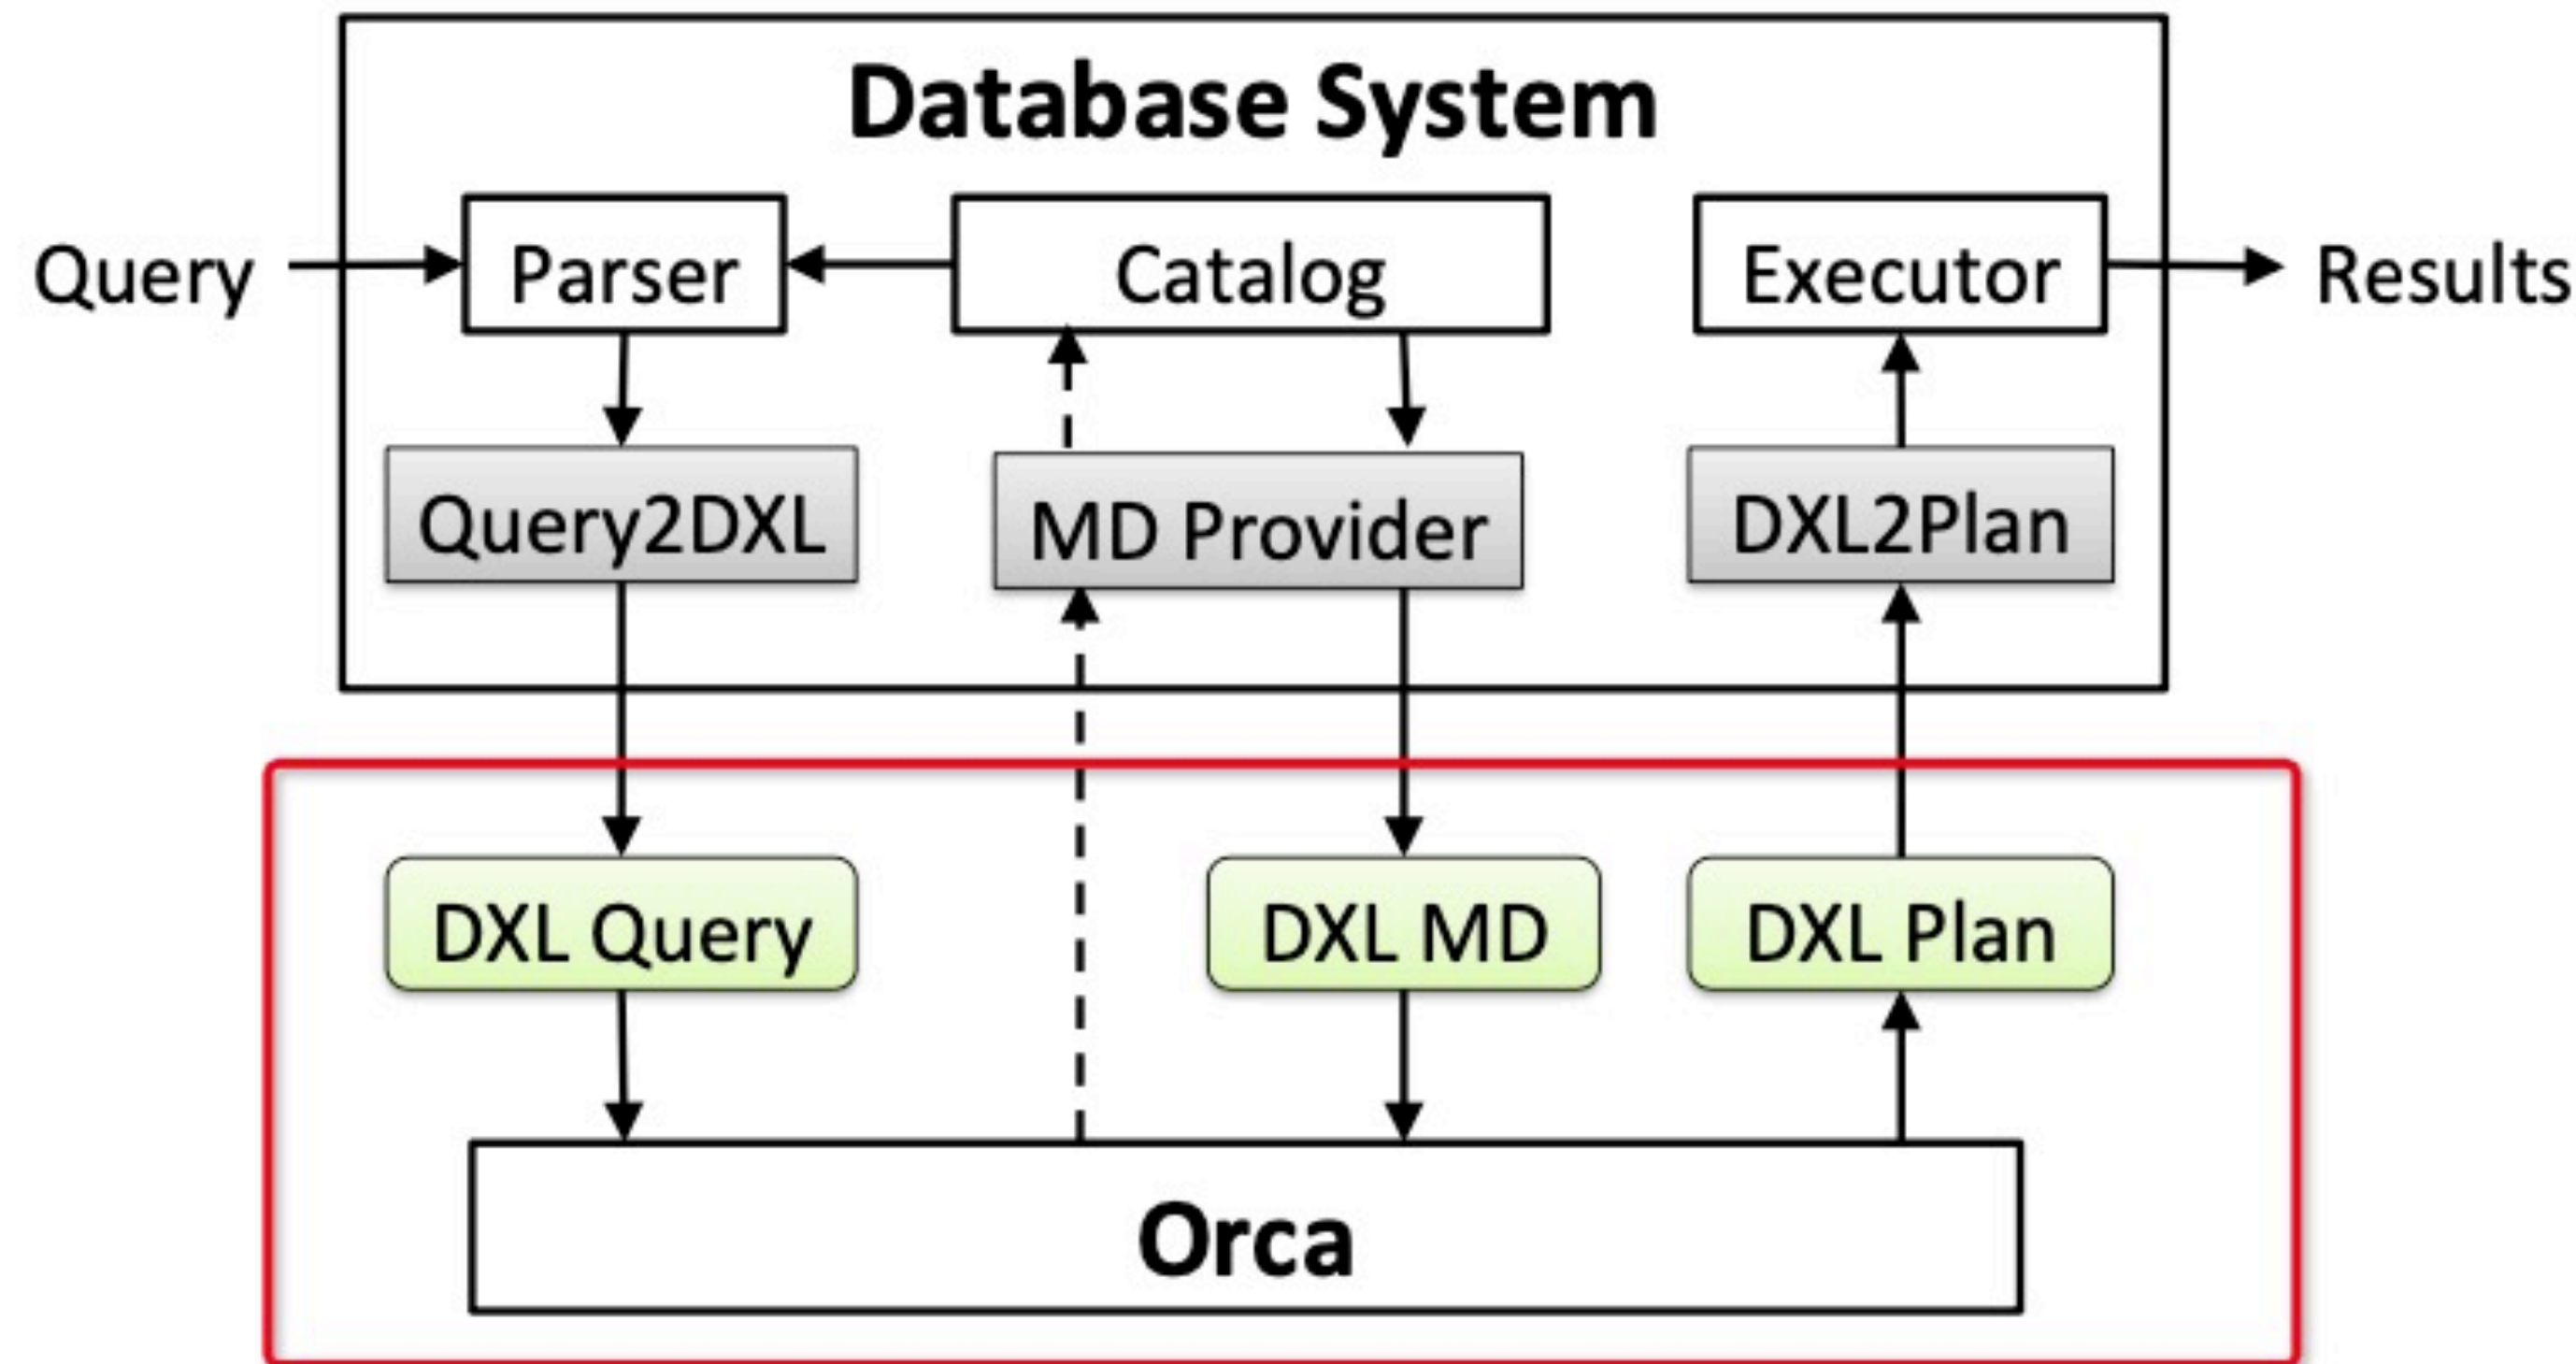 Database System
Query
Parser
Catalog
Executor
Results
Query2DXL
MD Provider
DXL2Plan
DXL Query
DXL MD
DXL Plan
Orca